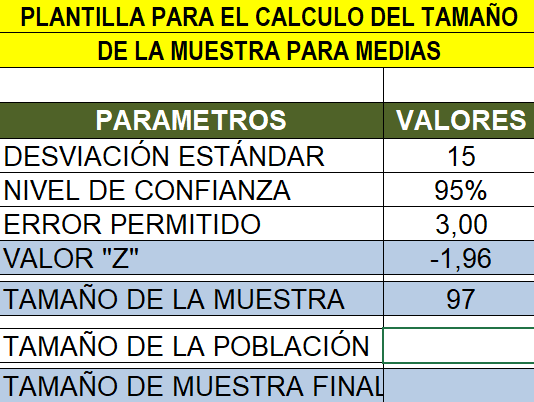 PLANTILLA PARA EL CALCULO DEL TAMAÑO
DE LA MUESTRA PARA MEDIAS
PARAMETROS VALORES
DESVIACIÓN ESTÁNDAR 15
NIVEL DE CONFIANZA 95%
ERROR PERMITIDO 3,00
VALOR "Z" -1,96
TAMAÑO DE LA MUESTRA 97
TAMAÑO DE LA POBLACIÓN
TAMAÑO DE MUESTRA FINAL